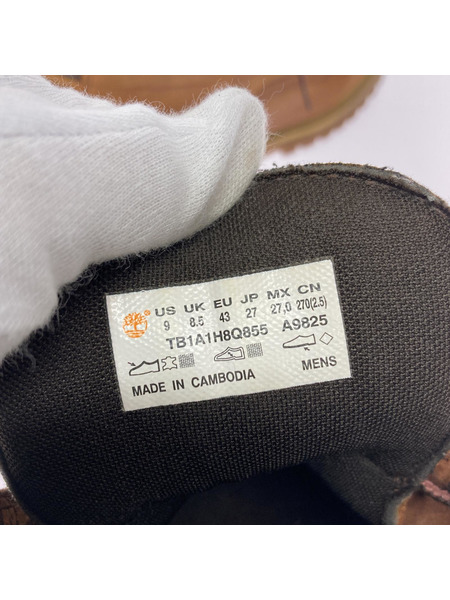 US UK EU JP MX CN
9 8.5 43 27 27.0 270(2.5)
TB1A1H8Q855 A9825
MADE IN CAMBODIA MENS